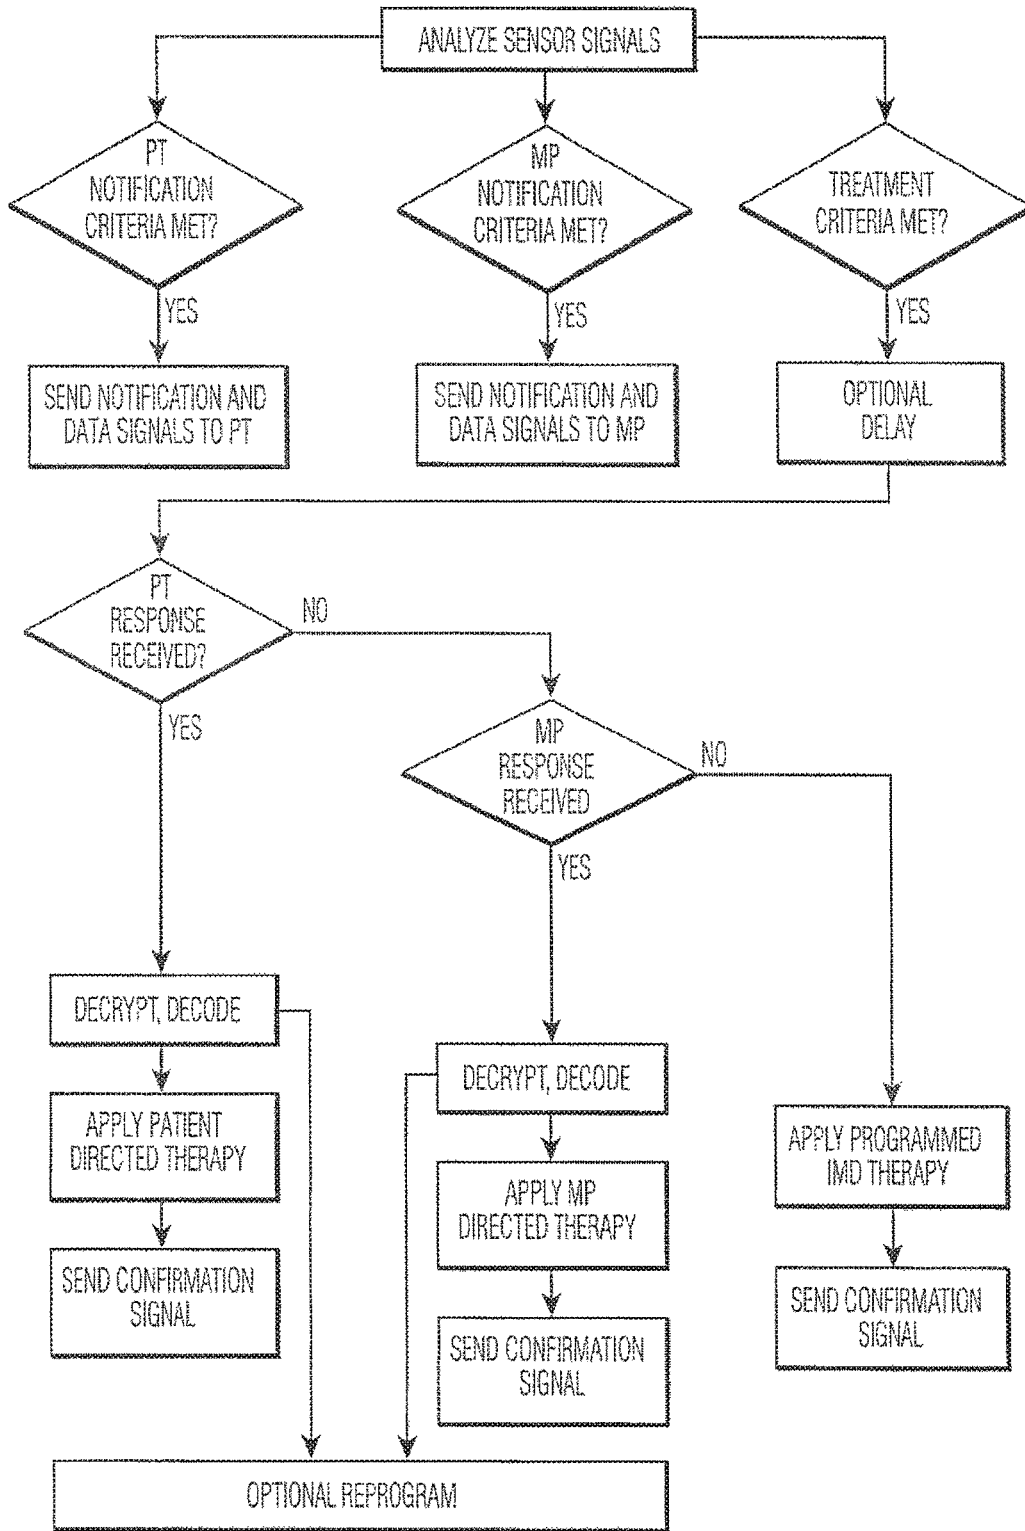 ANALYZE SENSOR SIGNALS
PT
NOTIFICATION
CRITERIA MET?
MP
NOTIFICATION
CRITERIA MET?
TREATMENT
CRITERIA MET?
YES
YES
YES
SEND NOTIFICATION AND
DATA SIGNALS TO PT
SEND NOTIFICATION AND
DATA SIGNALS TO MP
OPTIONAL
DELAY
PT
RESPONSE
RECEIVED?
NO
YES
MP
RESPONSE
RECEIVED
NO
YES
DECRYPT, DECODE
DECRYPT, DECODE
APPLY PATIENT
DIRECTED THERAPY
APPLY PROGRAMMED
IMD THERAPY
APPLY MP
DIRECTED THERAPY
SEND CONFIRMATION
SIGNAL
SEND CONFIRMATION
SIGNAL
SEND CONFIRMATION
SIGNAL
OPTIONAL REPROGRAM